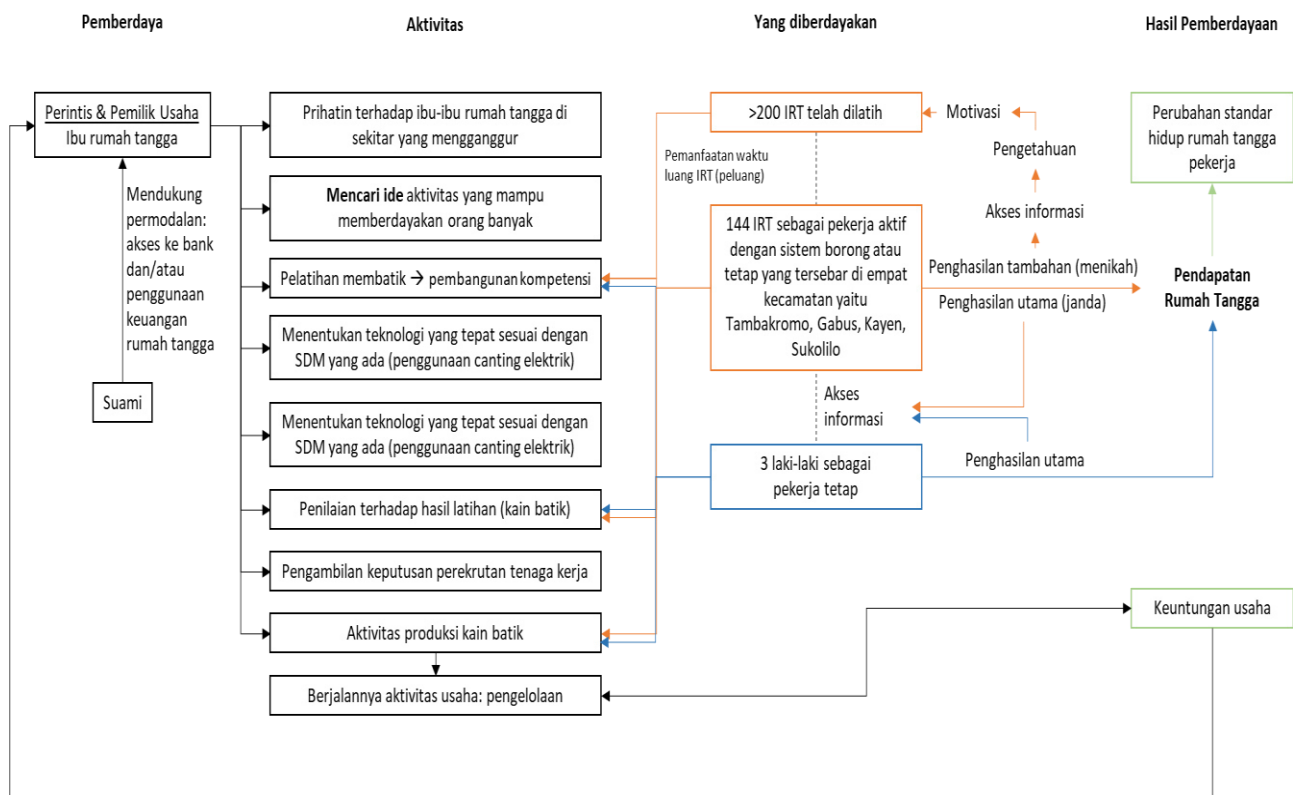 Pemberdaya
Aktivitas
Yang diberdayakan
Hasil Pemberdayaan
Perintis & Pemilik Usaha
Ibu rumah tangga
Mendukung
permodalan:
akses ke bank
dan/atau
penggunaan
keuangan
rumah tangga
Suami
Prihatin terhadap ibu-ibu rumah tangga di
sekitar yang mengganggur
Mencari ide aktivitas yang mampu
memberdayakan orang banyak
Pelatihan membatik → pembangunan kompetensi
Menentukan teknologi yang tepat sesuai dengan
SDM yang ada (penggunaan canting elektrik)
Menentukan teknologi yang tepat sesuai dengan
SDM yang ada (penggunaan canting elektrik)
Penilaian terhadap hasil latihan (kain batik)
Pengambilan keputusan perekrutan tenaga kerja
Aktivitas produksi kain batik
Berjalannya aktivitas usaha: pengelolaan
>200 IRT telah dilatih
Pemanfaatan waktu
luang IRT (peluang)
144 IRT sebagai pekerja aktif
dengan sistem borong atau
tetap yang tersebar di empat
kecamatan yaitu
Tambakromo, Gabus, Kayen,
Sukolilo
Akses
informasi
3 laki-laki sebagai
pekerja tetap
Motivasi
Pengetahuan
Akses informasi
Penghasilan tambahan (menikah)
Penghasilan utama (janda)
Penghasilan utama
Perubahan standar
hidup rumah tangga
pekerja
Pendapatan
Rumah Tangga
Keuntungan usaha